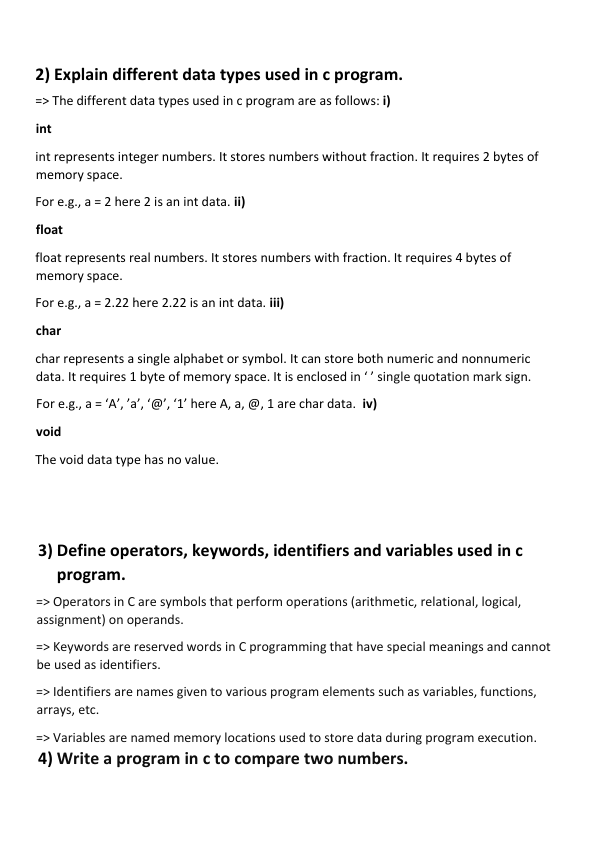 2) Explain different data types used in c program.
=> The different data types used in c program are as follows: i)
int
int represents integer numbers. It stores numbers without fraction. It requires 2 bytes of
memory space.
For e.g., a = 2 here 2 is an int data. ii)
float
float represents real numbers. It stores numbers with fraction. It requires 4 bytes of
memory space.
For e.g., a = 2.22 here 2.22 is an int data. iii)
char
char represents a single alphabet or symbol. It can store both numeric and nonnumeric
data. It requires 1 byte of memory space. It is enclosed in ‘ ’ single quotation mark sign.
For e.g., a = ‘A’, ’a’, ‘@’, ‘1’ here A, a, @, 1 are char data. iv)
void
The void data type has no value.
3) Define operators, keywords, identifiers and variables used in c
program.
=> Operators in C are symbols that perform operations (arithmetic, relational, logical,
assignment) on operands.
=> Keywords are reserved words in C programming that have special meanings and cannot
be used as identifiers.
=> Identifiers are names given to various program elements such as variables, functions,
arrays, etc.
=> Variables are named memory locations used to store data during program execution.
4) Write a program in c to compare two numbers.